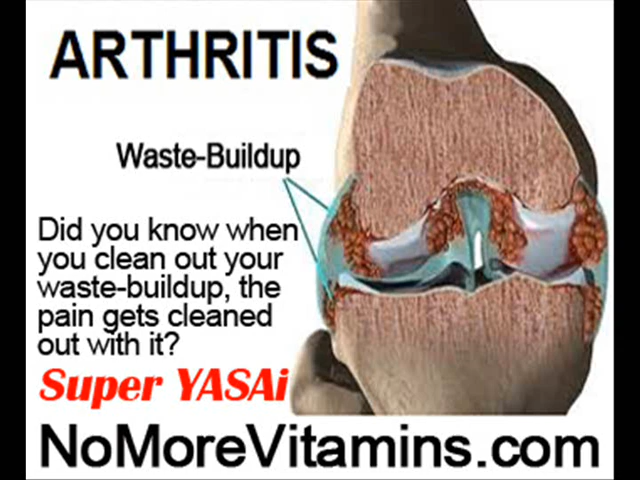 ARTHRITIS
Waste-Buildup
Did you know when
you clean out your
waste-buildup, the
pain gets cleaned
out with it?
Super YASAi
NoMoreVitamins.com